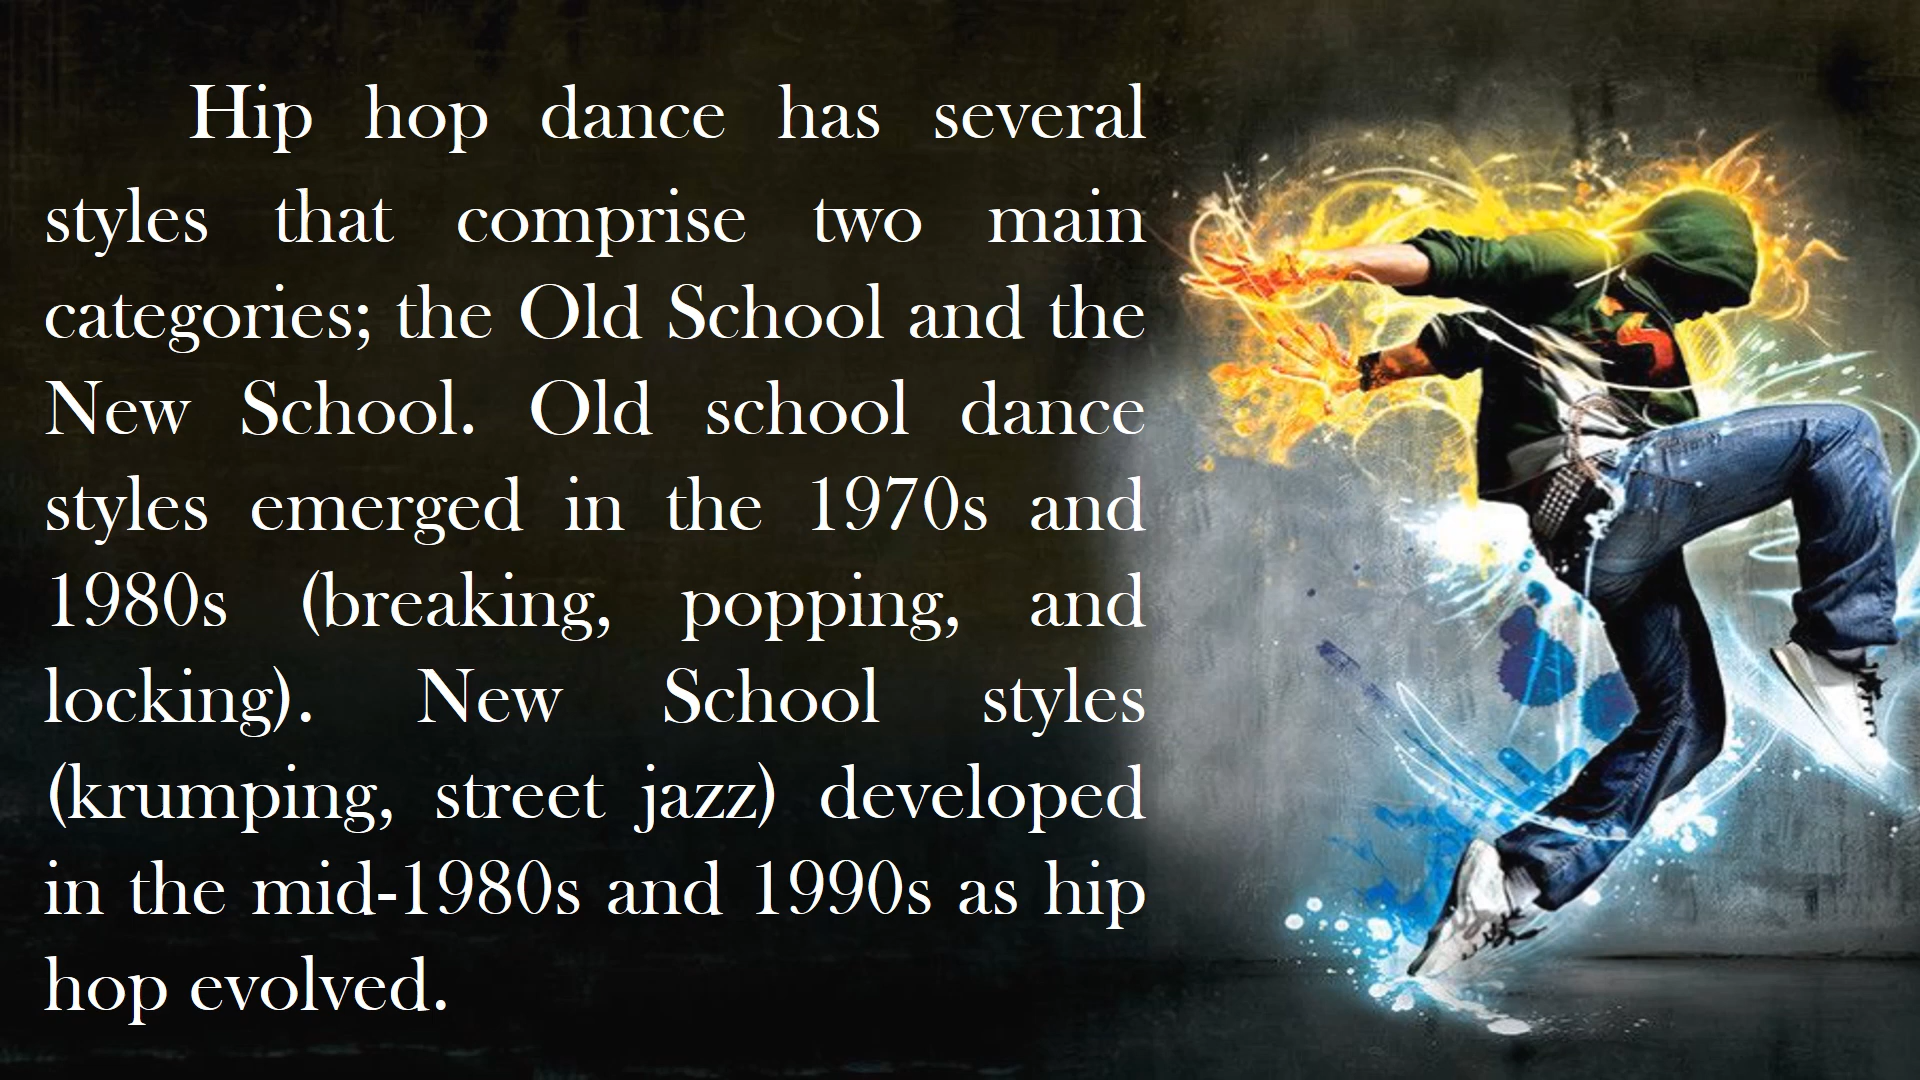 Hip hop dance has several
styles that comprise two main
categories; the Old School and the
New School. Old school dance
styles emerged in the 1970s and
1980s (breaking, popping, and
locking). New School styles
(krumping, street jazz) developed
in the mid-1980s and 1990s as hip
hop evolved.